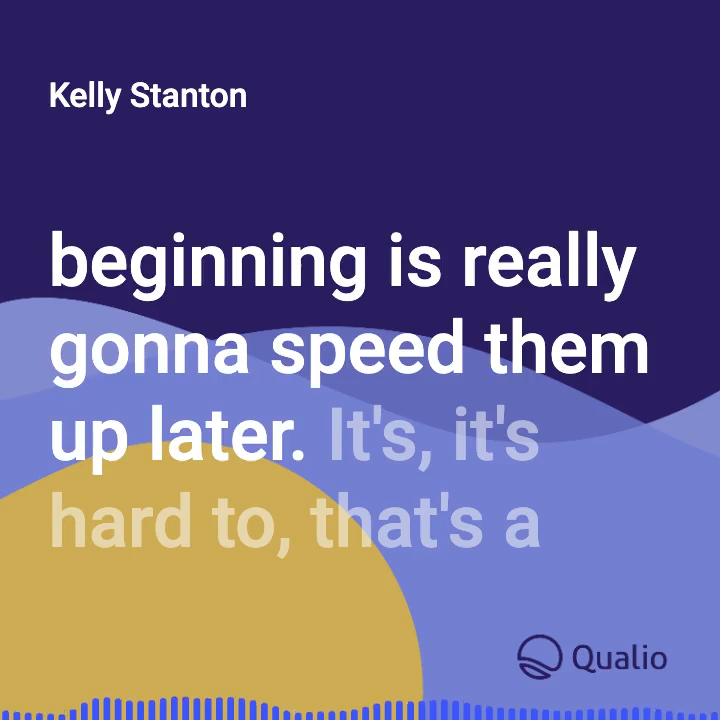 Kelly Stanton
beginning is really
gonna speed them
up later. It's, it's
hard to, that's a
Qualio